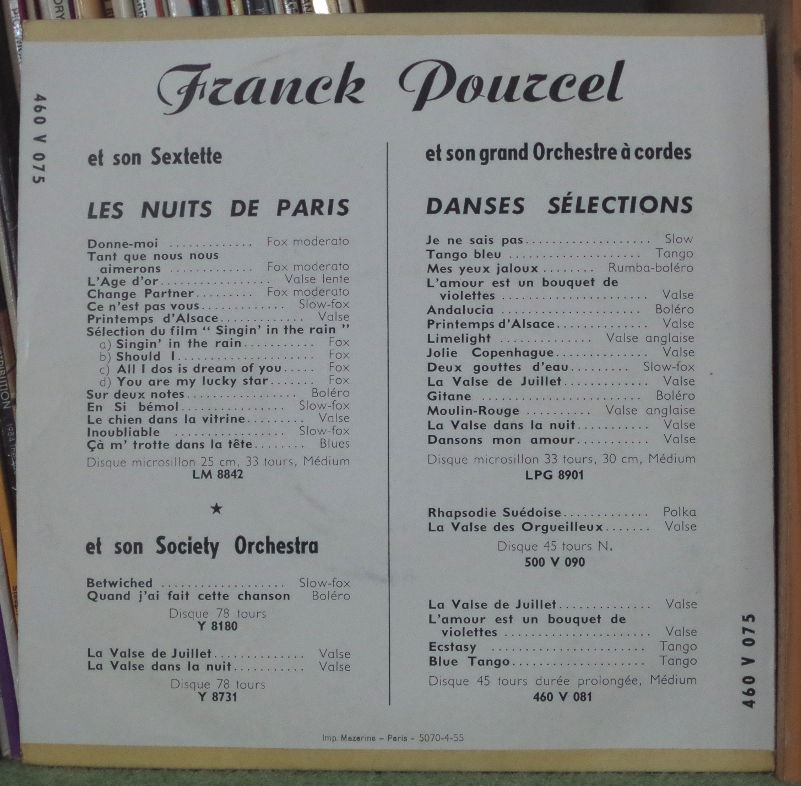 Franck Pourcel
460 V 075
et son Sextette
LES NUITS DE PARIS
Donne-moi ............. Fox moderato
Tant que nous nous
aimerons ............. Fox moderato
L'Age d'or................. Valse lente
Change Partner......... Fox moderato
Ce n'est pas vous............. Slow-fox
Printemps d'Alsace............. Valse
Sélection du film " Singin' in the rain "
a) Singin' in the rain........... Fox
b) Should I..................... Fox
c) All I dos is dream of you..... Fox
d) You are my lucky star....... Fox
Sur deux notes................. Boléro
En Si bémol................ Slow-fox
Le chien dans la vitrine......... Valse
Inoubliable ................. Slow-fox
Çà m' trotte dans la tête........ Blues
Disque microsillon 25 cm, 33 tours, Médium
LM 8842
★
et son Society Orchestra
Betwiched ................... Slow-fox
Quand j'ai fait cette chanson Boléro
Disque 78 tours
Y 8180
La Valse de Juillet.............. Valse
La Valse dans la nuit........... Valse
Disque 78 tours
Y 8731
et son grand Orchestre à cordes
DANSES SÉLECTIONS
Je ne sais pas................... Slow
Tango bleu .................... Tango
Mes yeux jaloux........ Rumba-boléro
L'amour est un bouquet de
violettes ...................... Valse
Andalucia ................... Boléro
Printemps d'Alsace.............. Valse
Limelight .............. Valse anglaise
Jolie Copenhague.............. Valse
Deux gouttes d'eau........... Slow-fox
La Valse de Juillet.............. Valse
Gitane ........................ Boléro
Moulin-Rouge .......... Valse anglaise
La Valse dans la nuit........... Valse
Dansons mon amour........... Valse
Disque microsillon 33 tours, 30 cm, Médium
LPG 8901
Rhapsodie Suédoise............. Polka
La Valse des Orgueilleux....... Valse
Disque 45 tours N.
500 V 090
La Valse de Juillet.............. Valse
L'amour est un bouquet de
violettes ...................... Valse
Ecstasy ....................... Tango
Blue Tango.................... Tango
Disque 45 tours durée prolongée, Médium
460 V 081
460 V 075
Imp. Mazarine - Paris - 5070-4-55